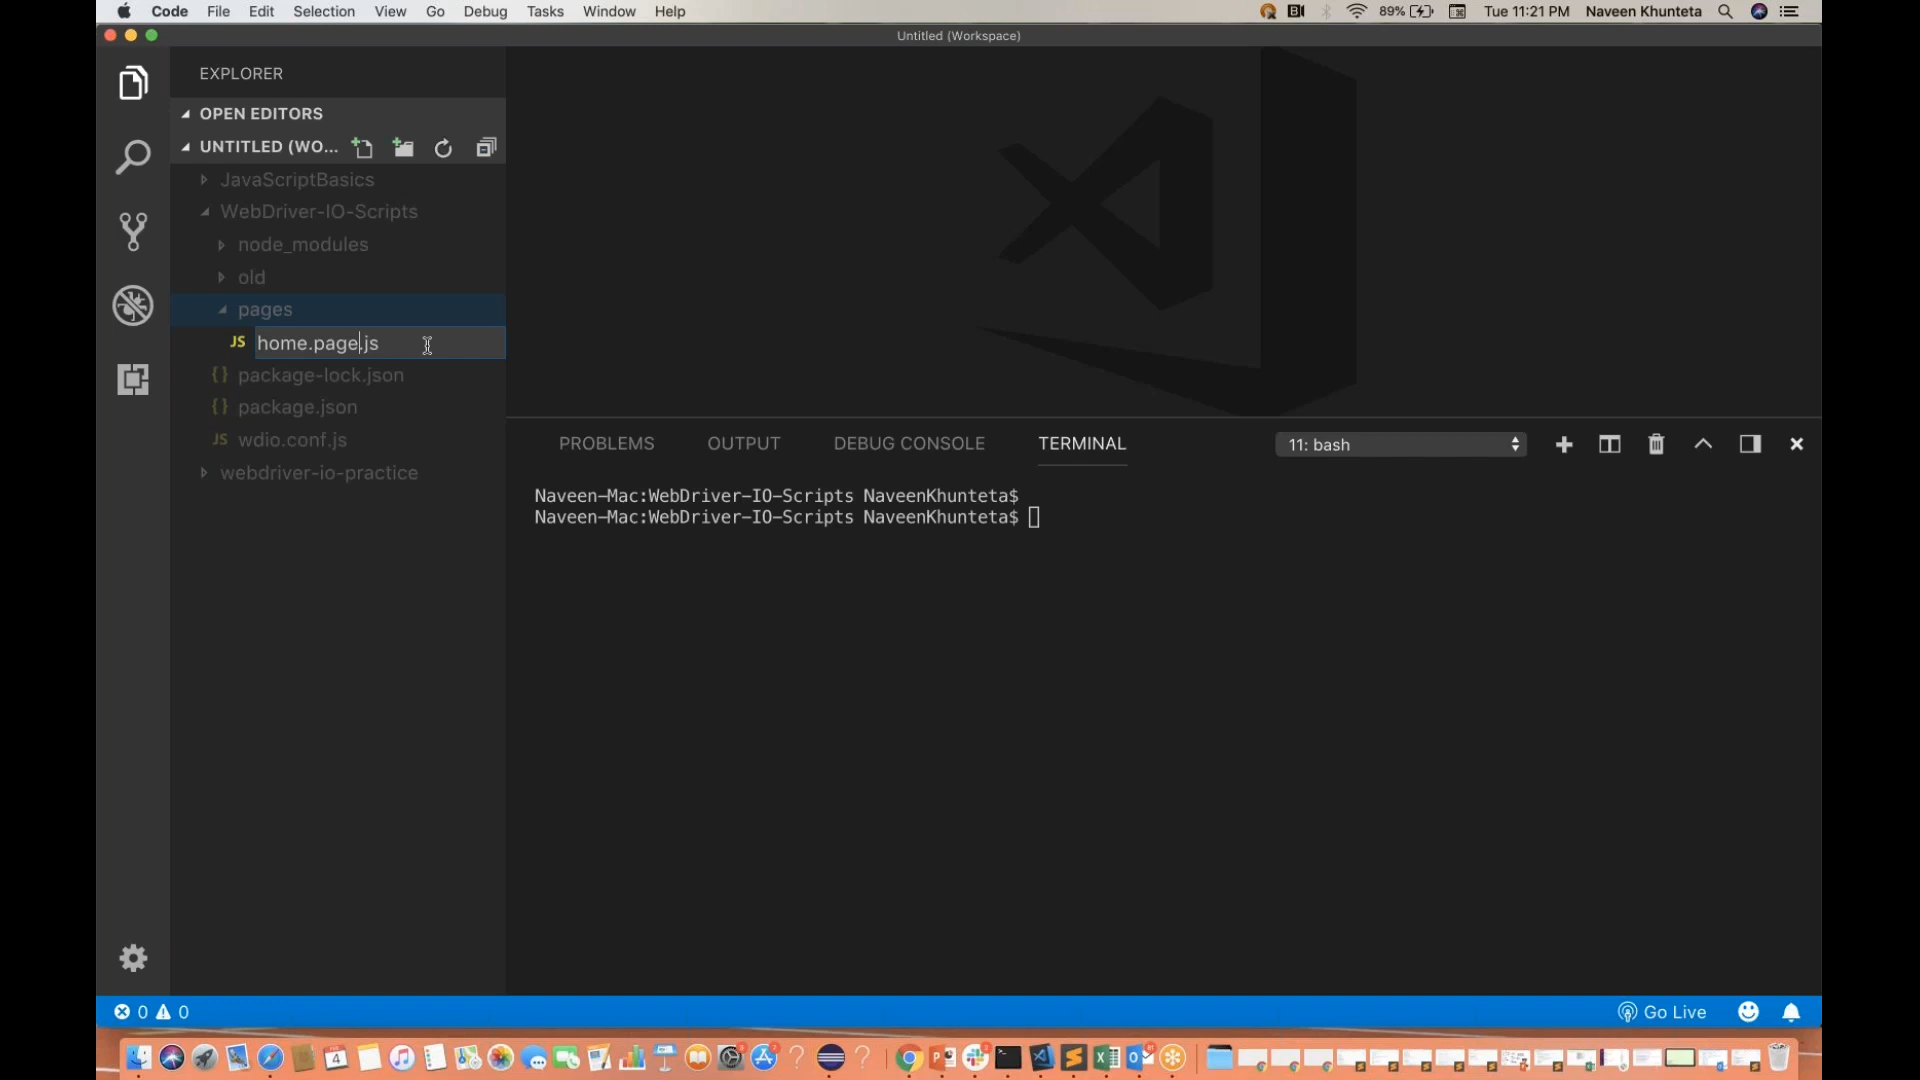 Code File Edit Selection View Go Debug Tasks Window Help
89% Tue 11:21 PM Naveen Khunteta
Untitled (Workspace)
EXPLORER
OPEN EDITORS
UNTITLED (WO...
JavaScriptBasics
WebDriver-IO-Scripts
node_modules
old
pages
JS home.page.js
{} package-lock.json
{} package.json
JS wdio.conf.js
webdriver-io-practice
PROBLEMS OUTPUT DEBUG CONSOLE TERMINAL 11: bash
Naveen-Mac:WebDriver-IO-Scripts NaveenKhunteta$
Naveen-Mac:WebDriver-IO-Scripts NaveenKhunteta$
0 0 Go Live